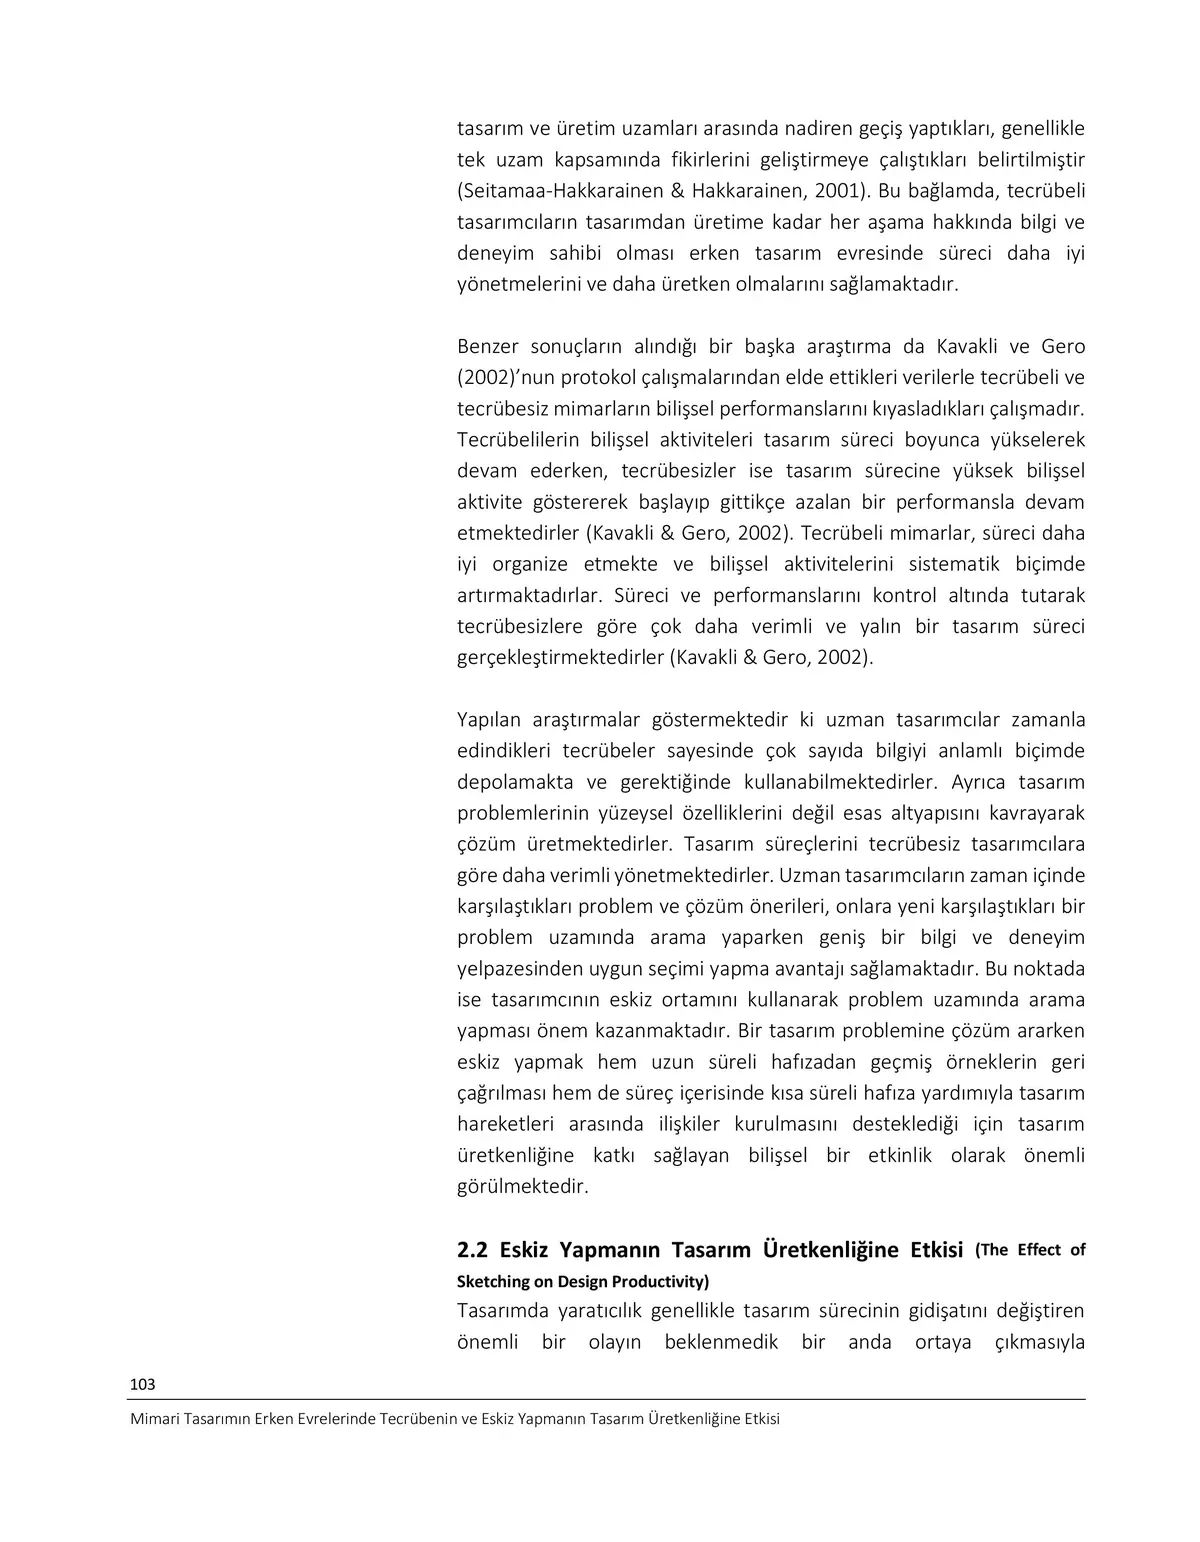 tasarım ve üretim uzamları arasında nadiren geçiş yaptıkları, genellikle
tek uzam kapsamında fikirlerini geliştirmeye çalıştıkları belirtilmiştir
(Seitamaa-Hakkarainen & Hakkarainen, 2001). Bu bağlamda, tecrübeli
tasarımcıların tasarımdan üretime kadar her aşama hakkında bilgi ve
deneyim sahibi olması erken tasarım evresinde süreci daha iyi
yönetmelerini ve daha üretken olmalarını sağlamaktadır.
Benzer sonuçların alındığı bir başka araştırma da Kavakli ve Gero
(2002)’nun protokol çalışmalarından elde ettikleri verilerle tecrübeli ve
tecrübesiz mimarların bilişsel performanslarını kıyasladıkları çalışmadır.
Tecrübelilerin bilişsel aktiviteleri tasarım süreci boyunca yükselerek
devam ederken, tecrübesizler ise tasarım sürecine yüksek bilişsel
aktivite göstererek başlayıp gittikçe azalan bir performansla devam
etmektedirler (Kavakli & Gero, 2002). Tecrübeli mimarlar, süreci daha
iyi organize etmekte ve bilişsel aktivitelerini sistematik biçimde
artırmaktadırlar. Süreci ve performanslarını kontrol altında tutarak
tecrübesizlere göre çok daha verimli ve yalın bir tasarım süreci
gerçekleştirmektedirler (Kavakli & Gero, 2002).
Yapılan araştırmalar göstermektedir ki uzman tasarımcılar zamanla
edindikleri tecrübeler sayesinde çok sayıda bilgiyi anlamlı biçimde
depolamakta ve gerektiğinde kullanabilmektedirler. Ayrıca tasarım
problemlerinin yüzeysel özelliklerini değil esas altyapısını kavrayarak
çözüm üretmektedirler. Tasarım süreçlerini tecrübesiz tasarımcılara
göre daha verimli yönetmektedirler. Uzman tasarımcıların zaman içinde
karşılaştıkları problem ve çözüm önerileri, onlara yeni karşılaştıkları bir
problem uzamında arama yaparken geniş bir bilgi ve deneyim
yelpazesinden uygun seçimi yapma avantajı sağlamaktadır. Bu noktada
ise tasarımcının eskiz ortamını kullanarak problem uzamında arama
yapması önem kazanmaktadır. Bir tasarım problemine çözüm ararken
eskiz yapmak hem uzun süreli hafızadan geçmiş örneklerin geri
çağrılması hem de süreç içerisinde kısa süreli hafıza yardımıyla tasarım
hareketleri arasında ilişkiler kurulmasını desteklediği için tasarım
üretkenliğine katkı sağlayan bilişsel bir etkinlik olarak önemli
görülmektedir.
2.2 Eskiz Yapmanın Tasarım Üretkenliğine Etkisi (The Effect of
Sketching on Design Productivity)
Tasarımda yaratıcılık genellikle tasarım sürecinin gidişatını değiştiren
önemli bir olayın beklenmedik bir anda ortaya çıkmasıyla
103
Mimari Tasarımın Erken Evrelerinde Tecrübenin ve Eskiz Yapmanın Tasarım Üretkenliğine Etkisi